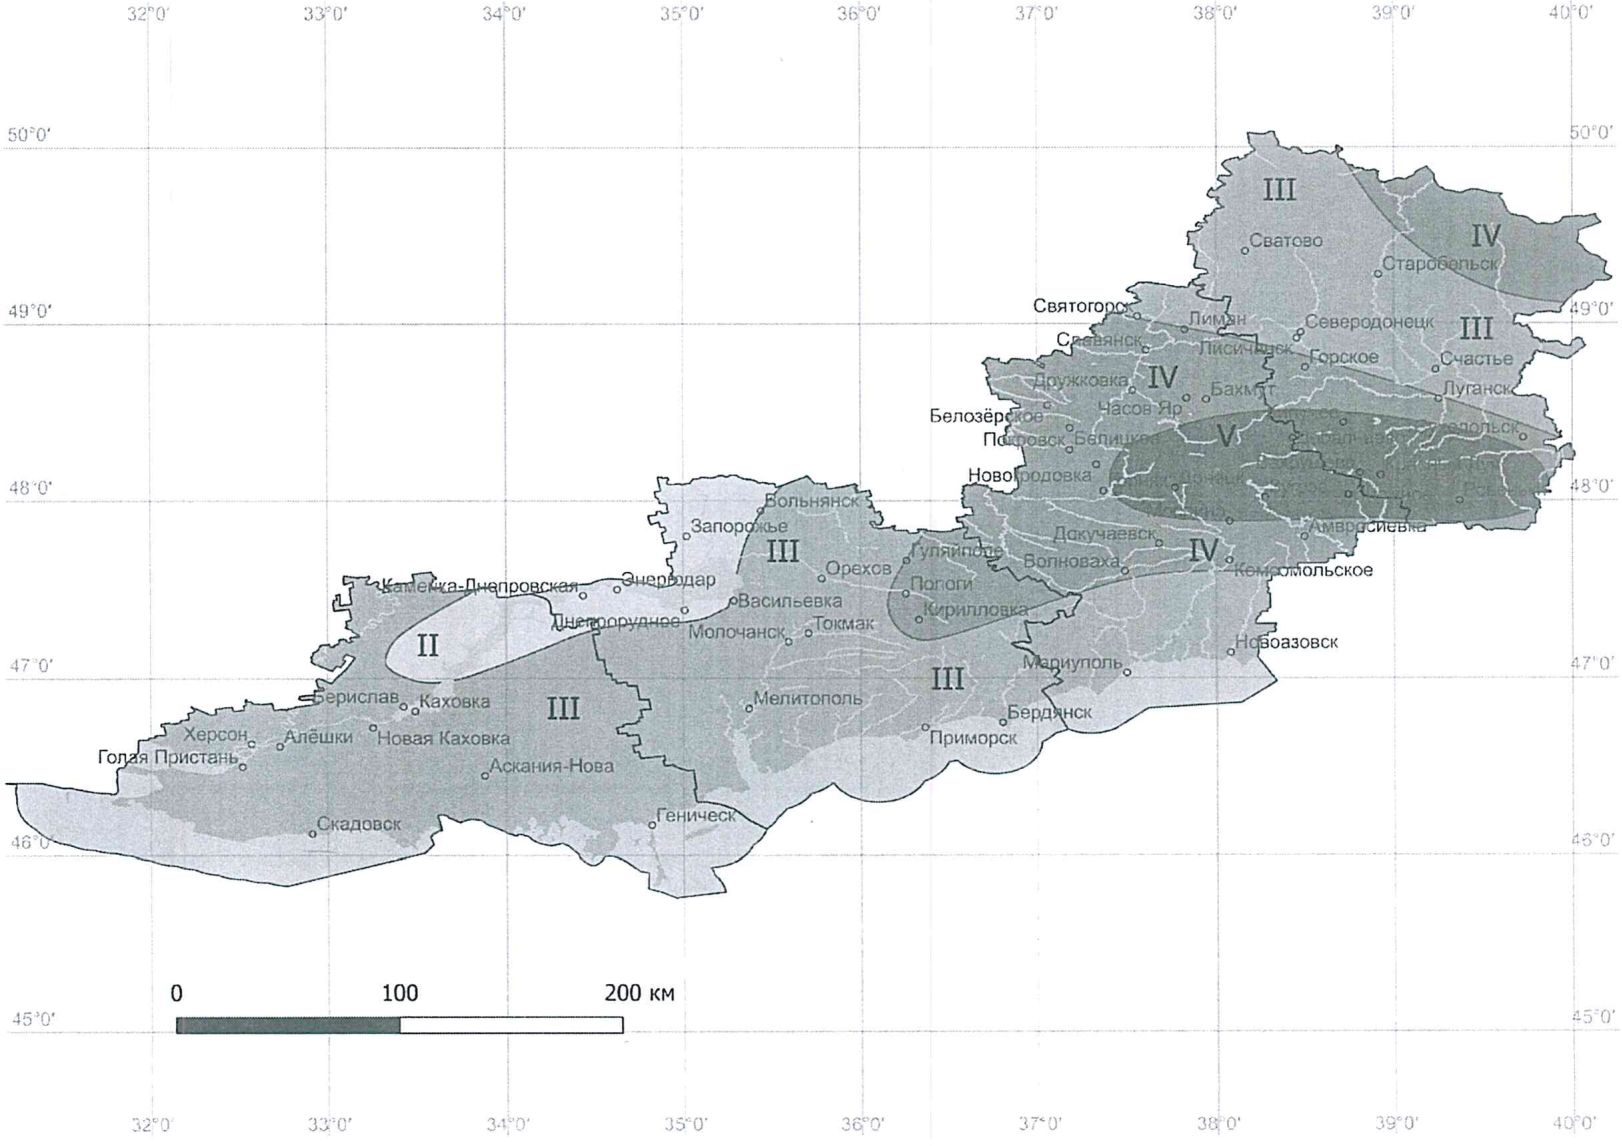 32°0′ 33°0′ 34°0′ 35°0′ 36°0′ 37°0′ 38°0′ 39°0′ 40°0′
50°0′ 50°0′
III
IV
Сватово
Старобельск
49°0′ 49°0′
Святогорск
Лиман
Северодонецк
III
Славянск
Лисичанск
Горское
Счастье
IV
Дружковка
Бахмут
Луганск
Часов Яр
Белозёрское
V
Покровск
Белицкое
Новогродовка
48°0′ 48°0′
Вольнянск
Запорожье
Амвросиевка
III
Гуляйполе
Докучаевск
IV
Волноваха
Комсомольское
Орехов
Пологи
Энергодар
Каменка-Днепровская
Васильевка
Кирилловка
Днепрорудное
Токмак
Молочанск
II
Новоазовск
47°0′ 47°0′
Мариуполь
III
Берислав
Каховка
III
Мелитополь
Бердянск
Херсон
Алёшки
Новая Каховка
Приморск
Голая Пристань
Аскания-Нова
Скадовск
Геническ
46°0′ 46°0′
0 100 200 км
45°0′ 45°0′
32°0′ 33°0′ 34°0′ 35°0′ 36°0′ 37°0′ 38°0′ 39°0′ 40°0′